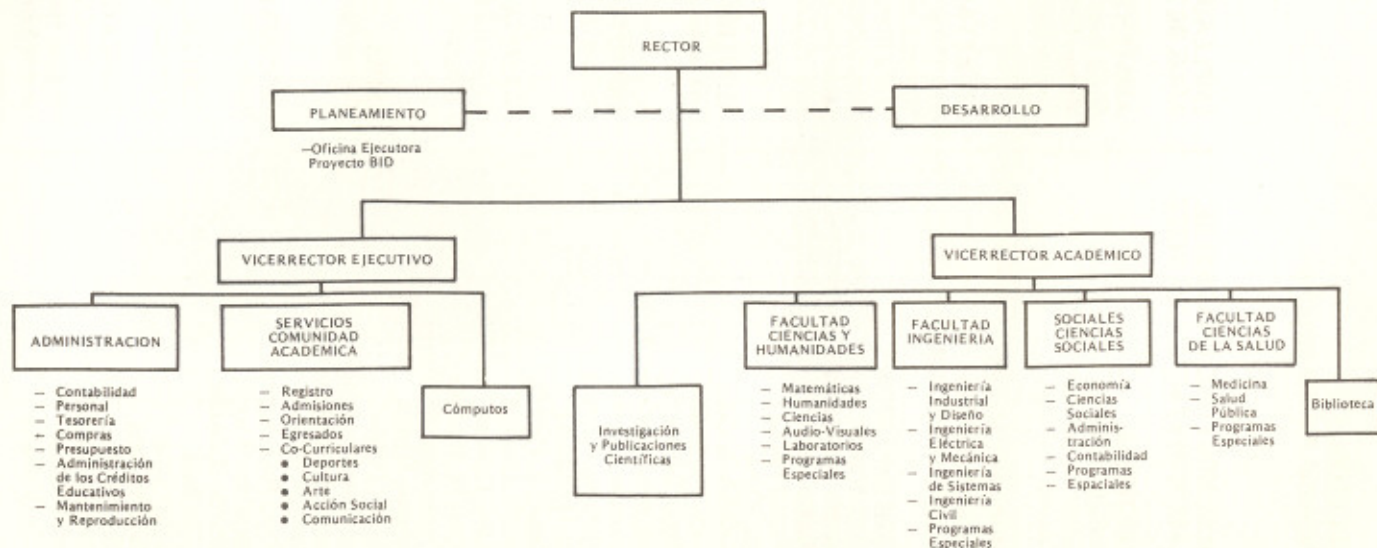 RECTOR
PLANEAMIENTO
—Oficina Ejecutora
Proyecto BID
DESARROLLO
VICERRECTOR EJECUTIVO
VICERRECTOR ACADÉMICO
ADMINISTRACION
— Contabilidad
— Personal
— Tesorería
— Compras
— Presupuesto
— Administración
de los Créditos
Educativos
— Mantenimiento
y Reproducción
SERVICIOS
COMUNIDAD
ACADÉMICA
— Registro
— Admisiones
— Orientación
— Egresados
— Co-Curriculares
● Deportes
● Cultura
● Arte
● Acción Social
● Comunicación
Cómputos
Investigación
y Publicaciones
Científicas
FACULTAD
CIENCIAS Y
HUMANIDADES
— Matemáticas
— Humanidades
— Ciencias
— Audio-Visuales
— Laboratorios
— Programas
Especiales
FACULTAD
INGENIERIA
— Ingeniería
Industrial
y Diseño
— Ingeniería
Eléctrica
y Mecánica
— Ingeniería
de Sistemas
— Ingeniería
Civil
— Programas
Especiales
SOCIALES
CIENCIAS
SOCIALES
— Economía
— Ciencias
Sociales
— Adminis-
tración
— Contabilidad
— Programas
— Espaciales
FACULTAD
CIENCIAS
DE LA SALUD
— Medicina
— Salud
Pública
— Programas
Especiales
Biblioteca